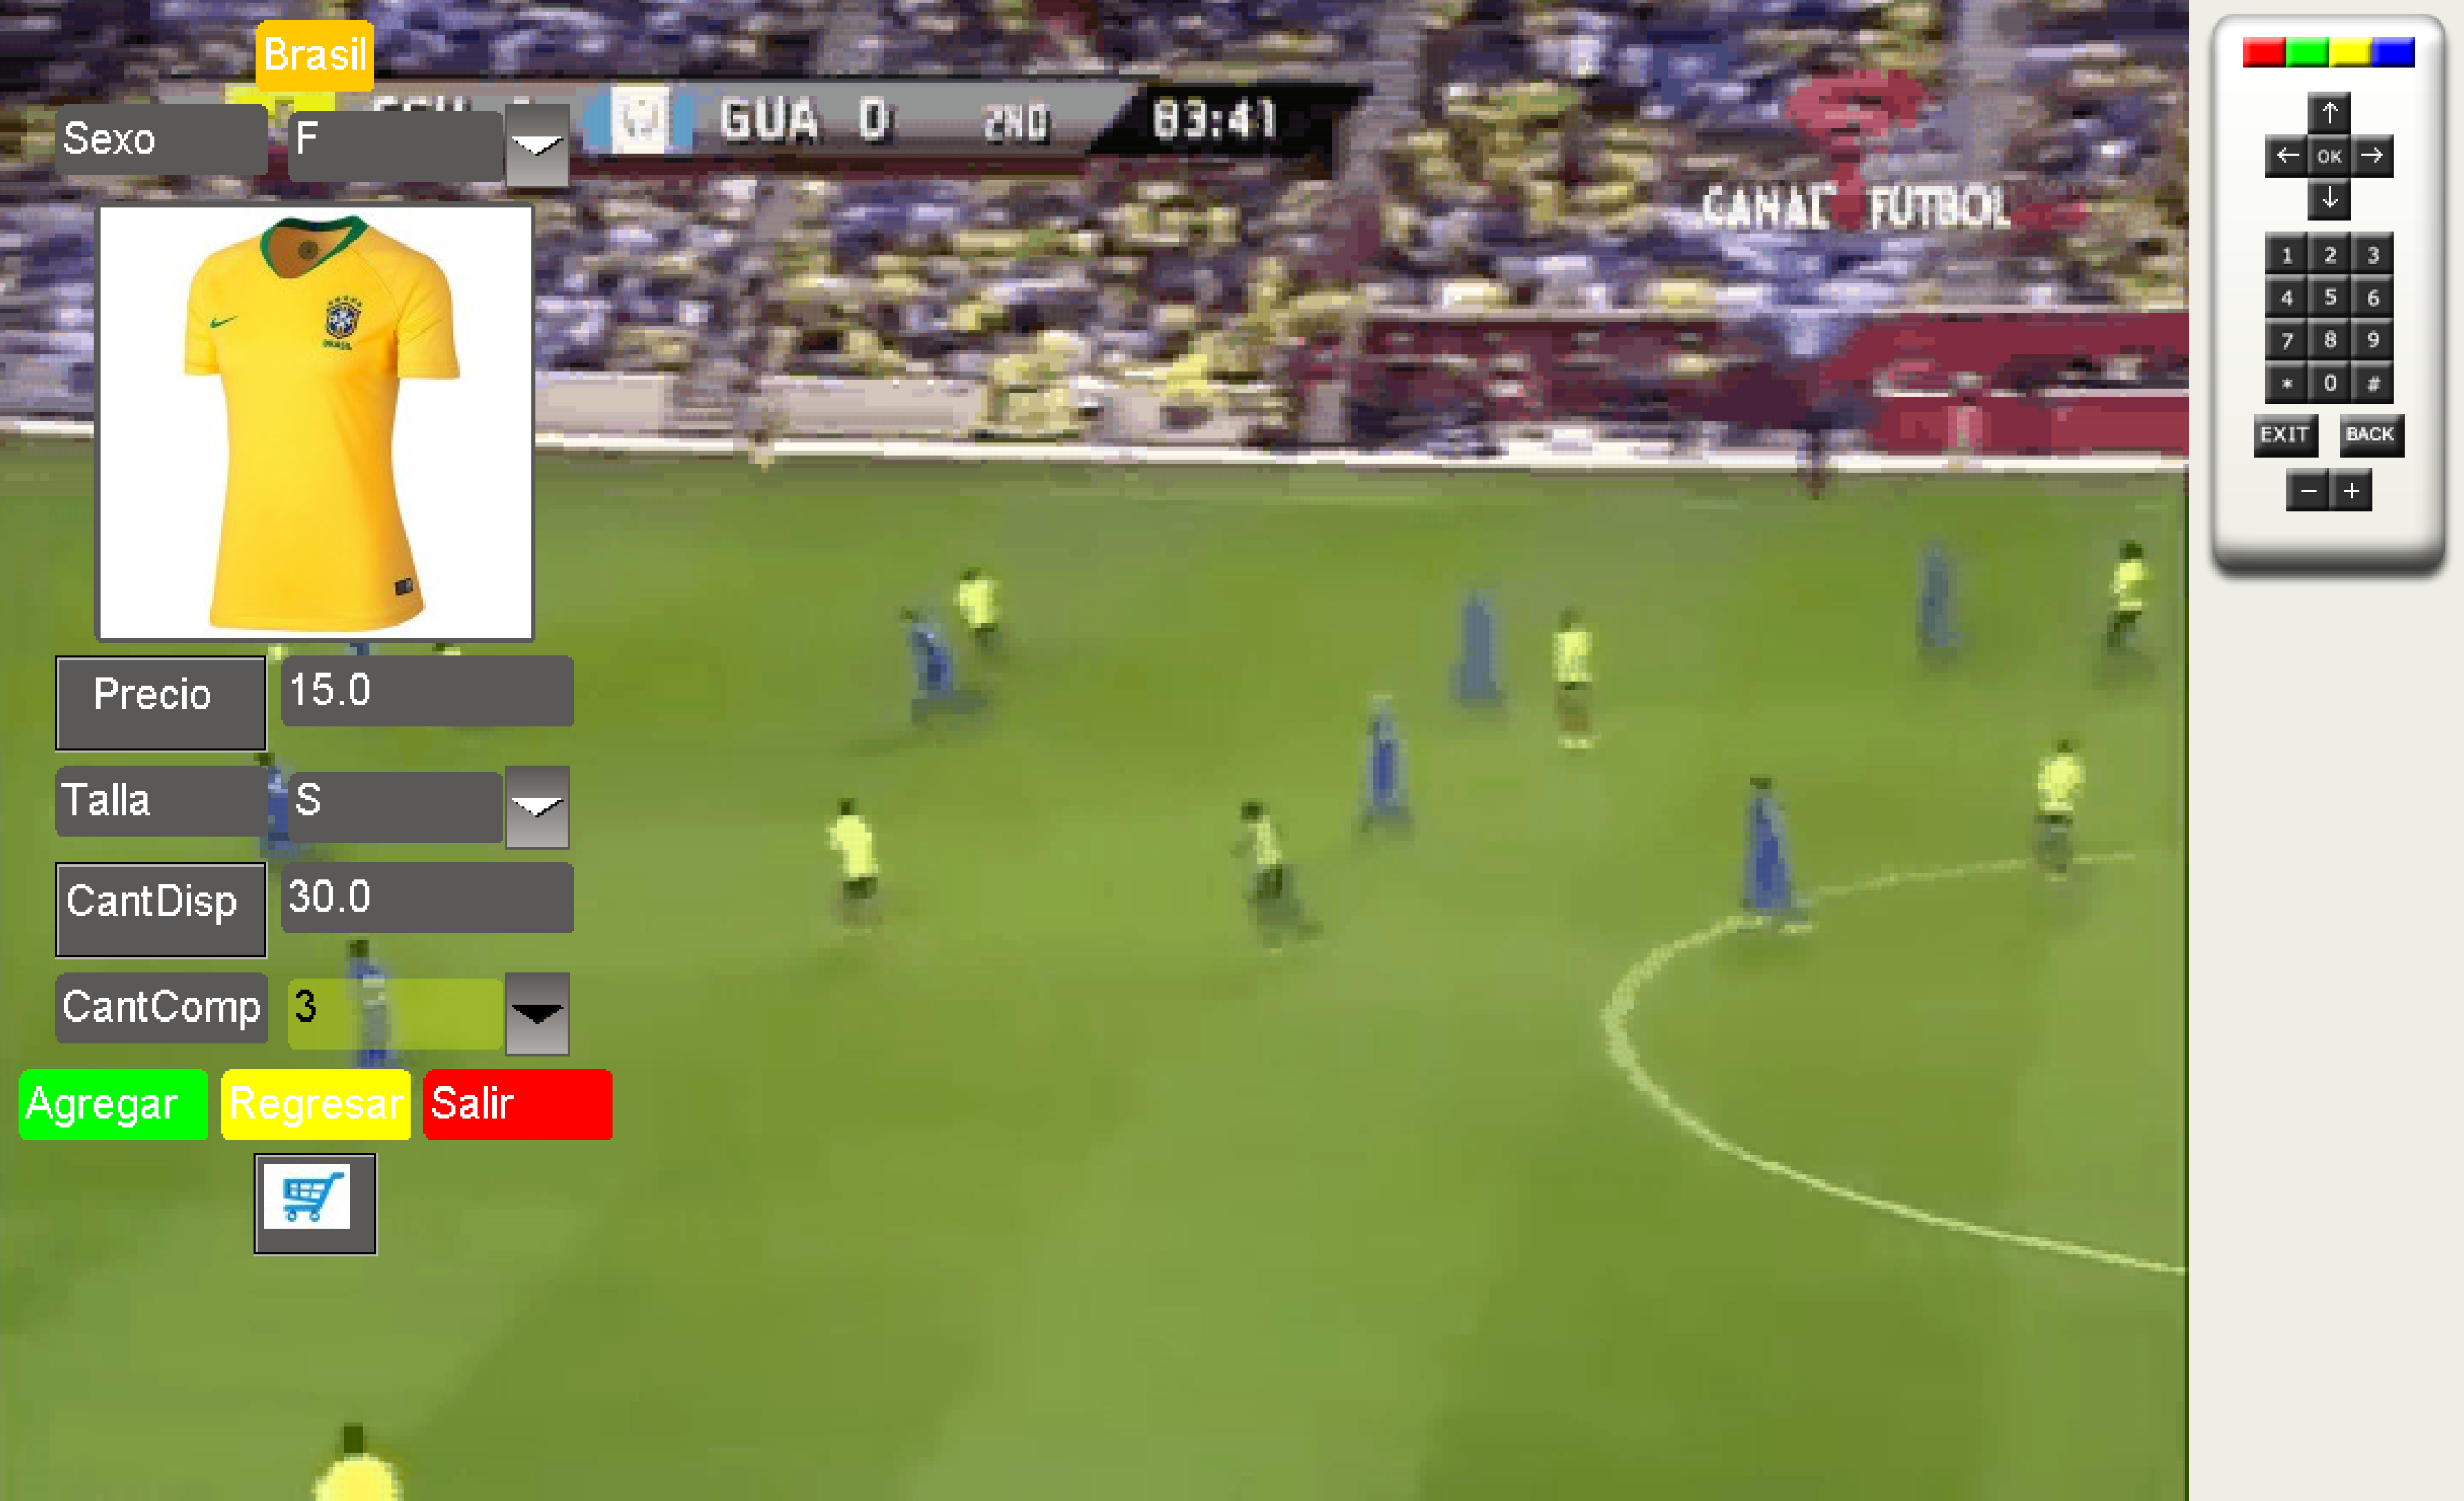 Brasil
Sexo F
GUA 0 2ND 83:41
CANAL FUTBOL
BRASIL
Precio 15.0
Talla S
CantDisp 30.0
CantComp 3
Agregar Regresar Salir
↑
← OK →
↓
1 2 3
4 5 6
7 8 9
* 0 #
EXIT BACK
− +